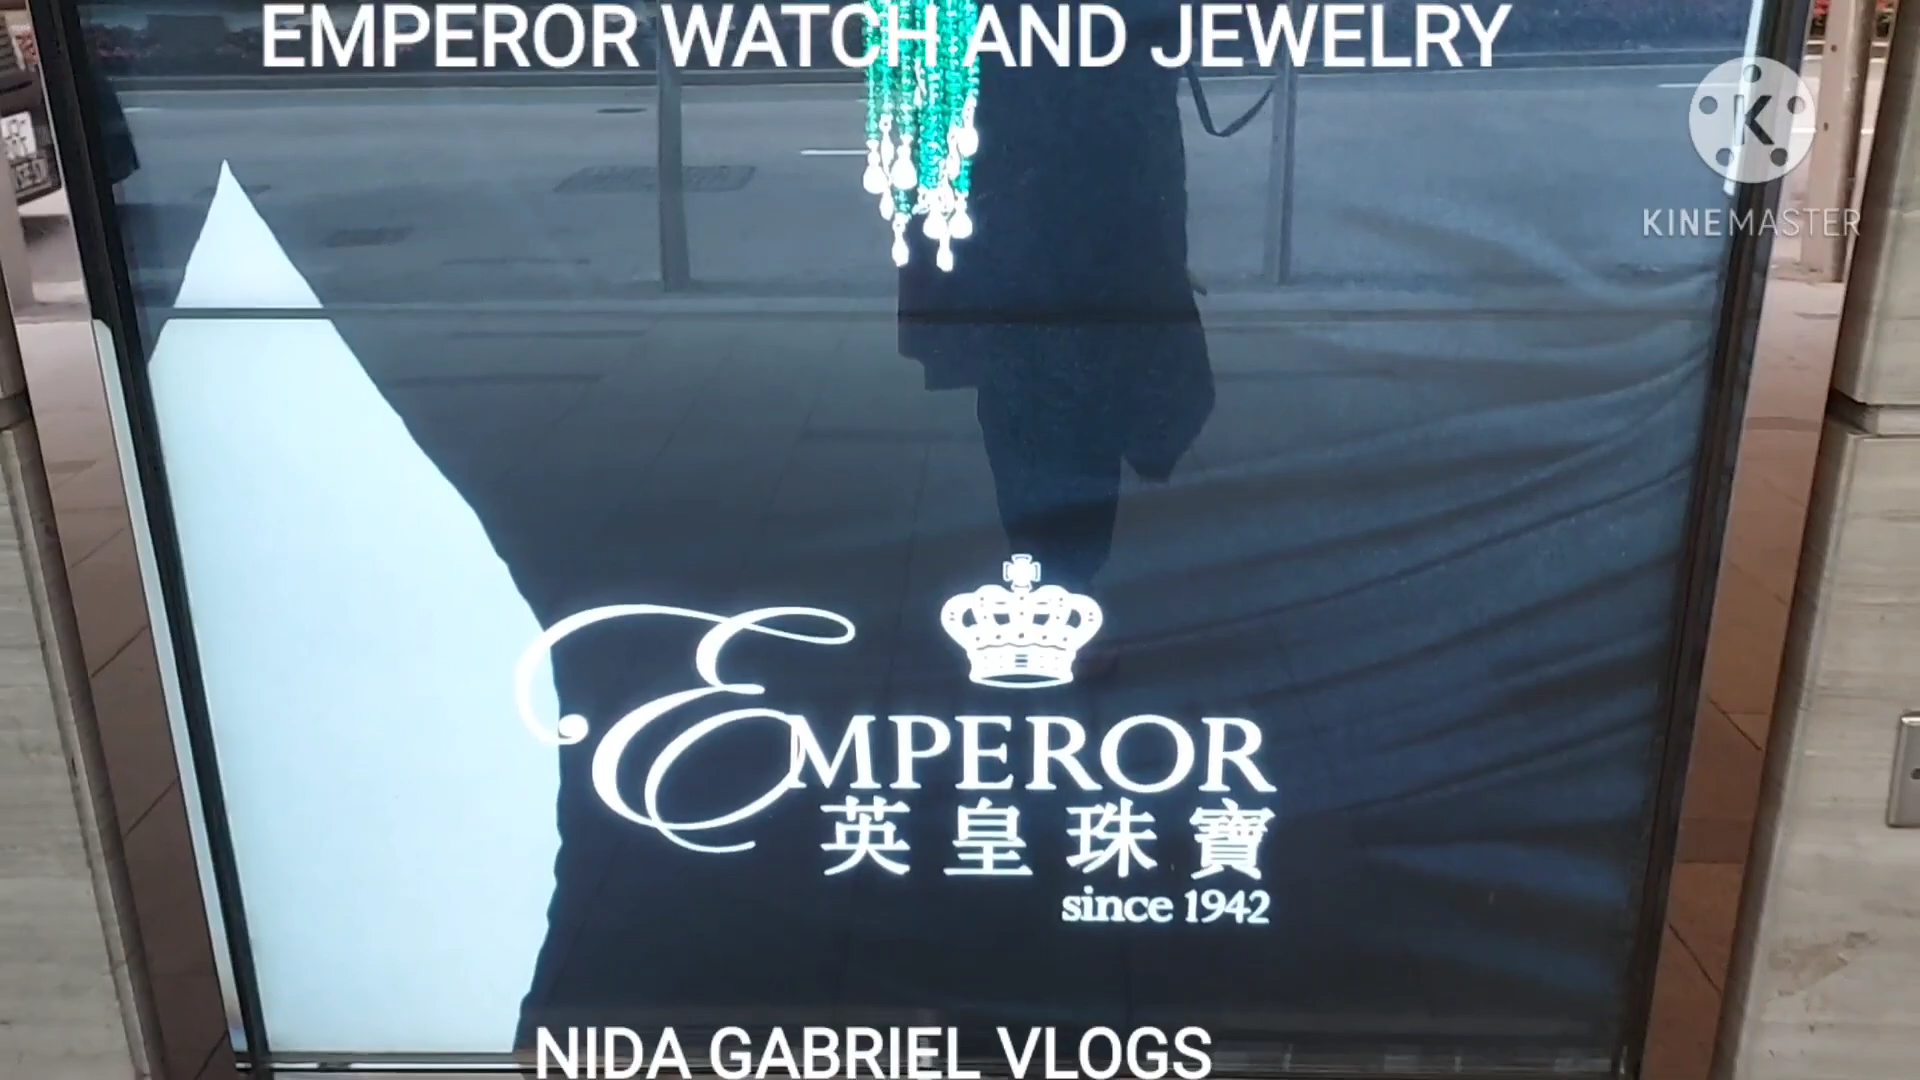 EMPEROR WATCH AND JEWELRY
K
KINEMASTER
EMPEROR
英皇珠寶
since 1942
NIDA GABRIEL VLOGS